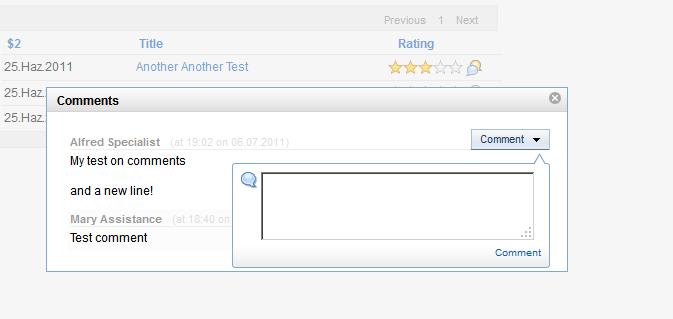 Previous 1 Next
$2 Title Rating
25.Haz.2011 Another Another Test
25.Haz.
25.Haz.
Comments
Alfred Specialist (at 19:02 on 06.07.2011)
Comment
My test on comments
and a new line!
Mary Assistance (at 18:40 on
Test comment
Comment